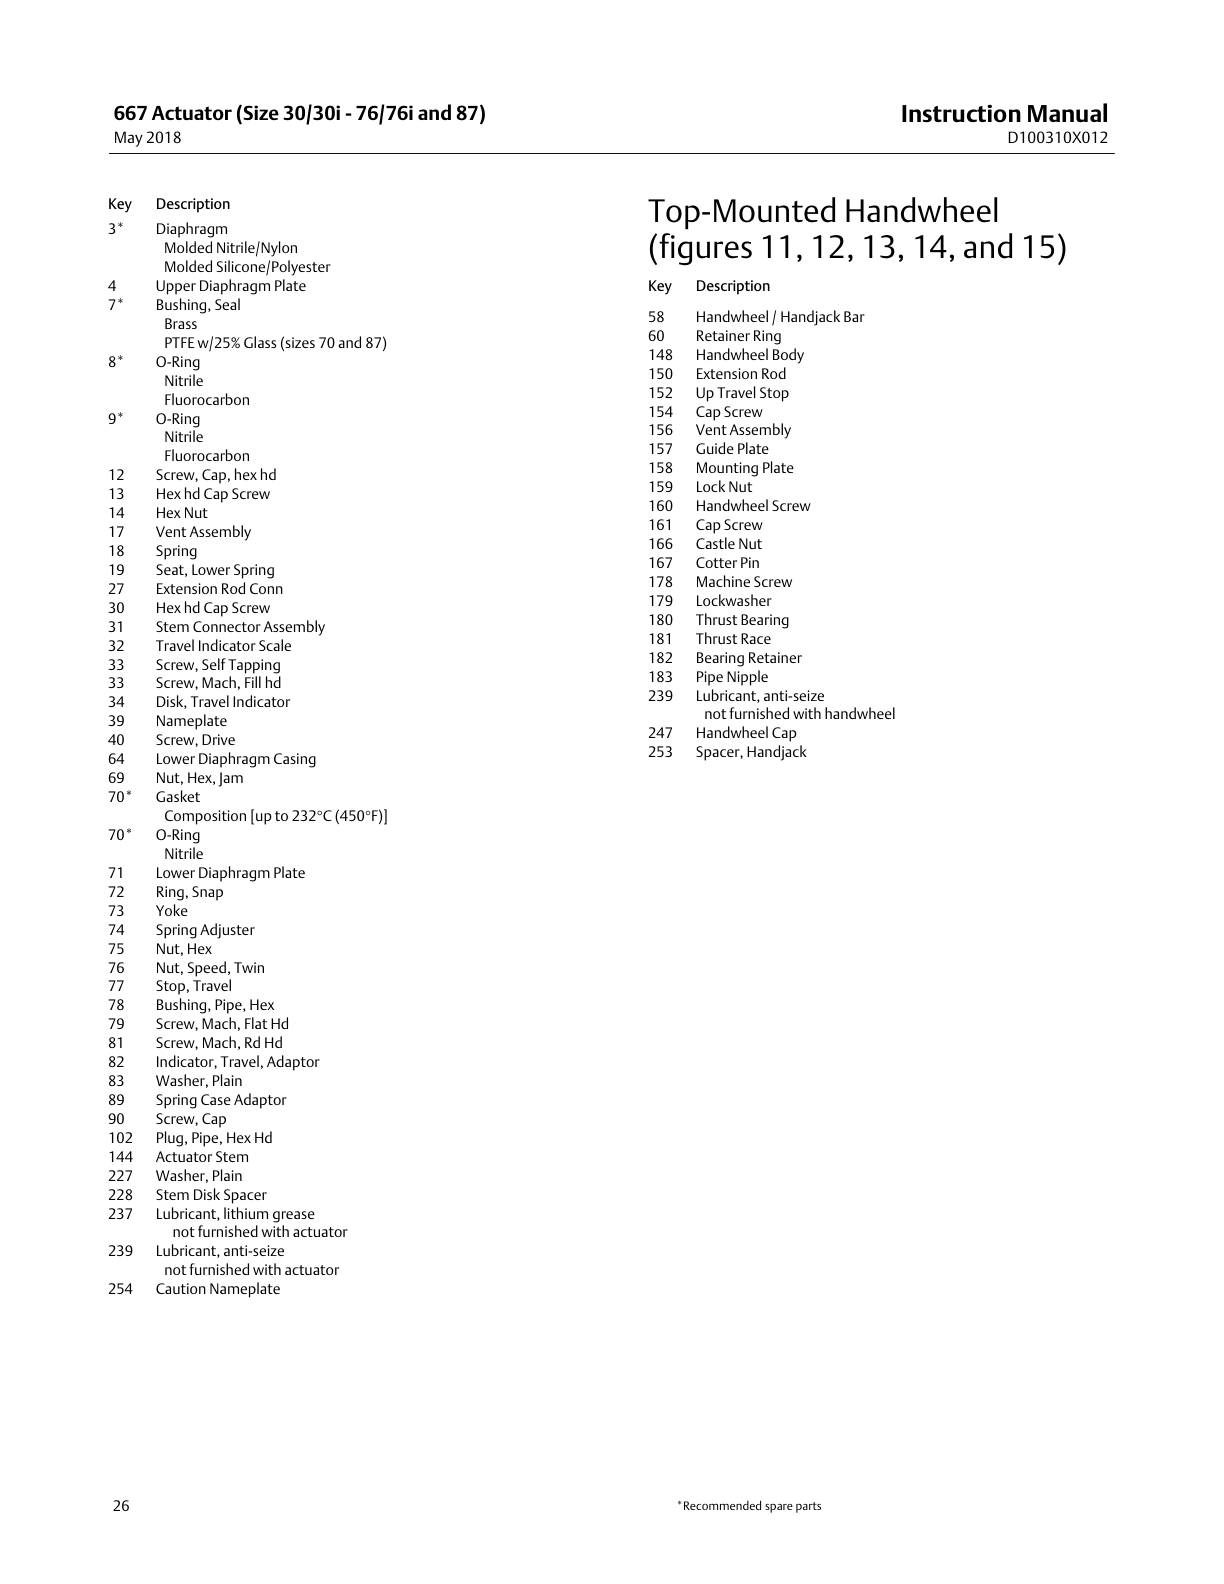 667 Actuator (Size 30/30i - 76/76i and 87)
May 2018
Instruction Manual
D100310X012
Key Description
3* Diaphragm
Molded Nitrile/Nylon
Molded Silicone/Polyester
4 Upper Diaphragm Plate
7* Bushing, Seal
Brass
PTFE w/25% Glass (sizes 70 and 87)
8* O-Ring
Nitrile
Fluorocarbon
9* O-Ring
Nitrile
Fluorocarbon
12 Screw, Cap, hex hd
13 Hex hd Cap Screw
14 Hex Nut
17 Vent Assembly
18 Spring
19 Seat, Lower Spring
27 Extension Rod Conn
30 Hex hd Cap Screw
31 Stem Connector Assembly
32 Travel Indicator Scale
33 Screw, Self Tapping
33 Screw, Mach, Fill hd
34 Disk, Travel Indicator
39 Nameplate
40 Screw, Drive
64 Lower Diaphragm Casing
69 Nut, Hex, Jam
70* Gasket
Composition [up to 232°C (450°F)]
70* O-Ring
Nitrile
71 Lower Diaphragm Plate
72 Ring, Snap
73 Yoke
74 Spring Adjuster
75 Nut, Hex
76 Nut, Speed, Twin
77 Stop, Travel
78 Bushing, Pipe, Hex
79 Screw, Mach, Flat Hd
81 Screw, Mach, Rd Hd
82 Indicator, Travel, Adaptor
83 Washer, Plain
89 Spring Case Adaptor
90 Screw, Cap
102 Plug, Pipe, Hex Hd
144 Actuator Stem
227 Washer, Plain
228 Stem Disk Spacer
237 Lubricant, lithium grease
not furnished with actuator
239 Lubricant, anti-seize
not furnished with actuator
254 Caution Nameplate
Top-Mounted Handwheel
(figures 11, 12, 13, 14, and 15)
Key Description
58 Handwheel / Handjack Bar
60 Retainer Ring
148 Handwheel Body
150 Extension Rod
152 Up Travel Stop
154 Cap Screw
156 Vent Assembly
157 Guide Plate
158 Mounting Plate
159 Lock Nut
160 Handwheel Screw
161 Cap Screw
166 Castle Nut
167 Cotter Pin
178 Machine Screw
179 Lockwasher
180 Thrust Bearing
181 Thrust Race
182 Bearing Retainer
183 Pipe Nipple
239 Lubricant, anti-seize
not furnished with handwheel
247 Handwheel Cap
253 Spacer, Handjack
26
*Recommended spare parts